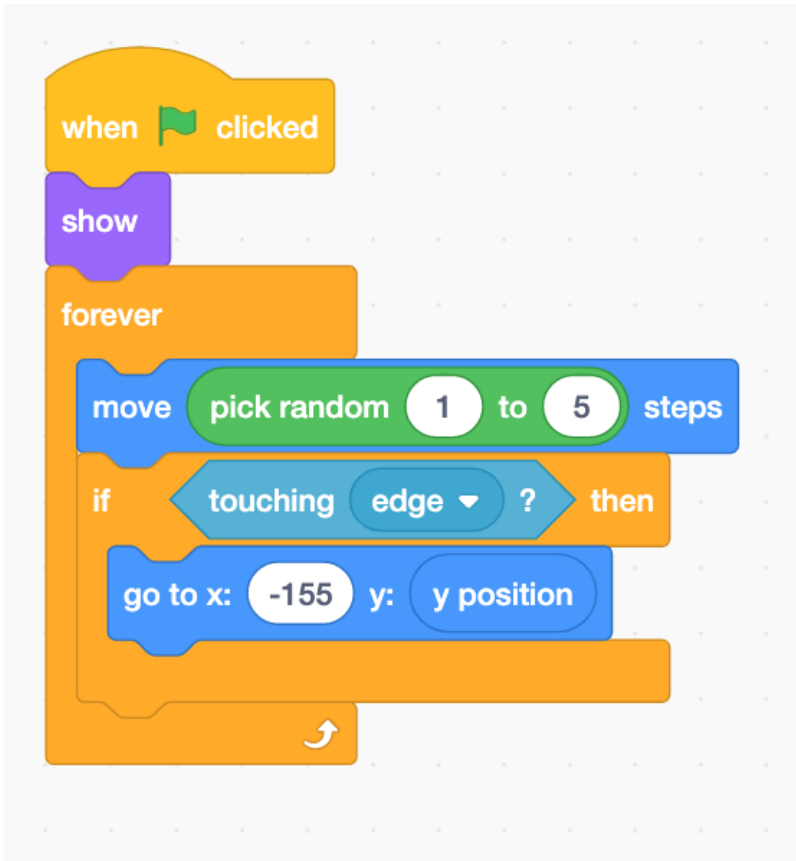 when clicked
show
forever
move pick random 1 to 5 steps
if touching edge ? then
go to x: -155 y: y position